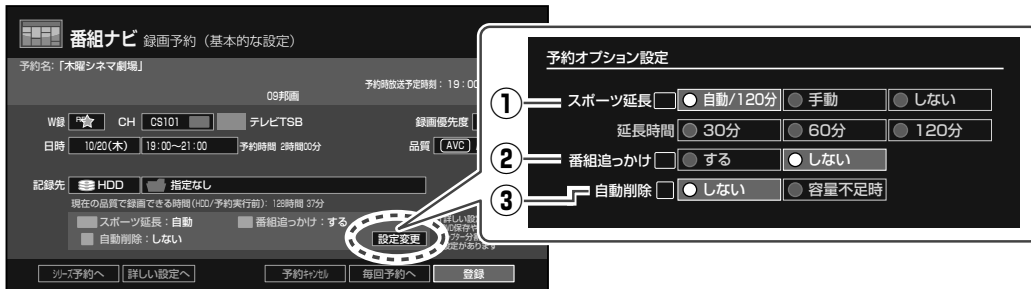 番組ナビ 録画予約（基本的な設定）
予約名：「木曜シネマ劇場」
予約時放送予定時刻：19：00
09邦画
W録 CH CS101 テレビTSB 録画優先度
日時 10/20(木) 19:00〜21:00 予約時間 2時間00分 品質 AVC
記録先 HDD 指定なし
現在の品質で録画できる時間(HDD/予約実行前)：128時間 37分
スポーツ延長：自動 番組追っかけ：する
自動削除：しない
設定変更
シリーズ予約へ 詳しい設定へ 予約キャンセル 毎回予約へ 登録
予約オプション設定
① スポーツ延長 自動/120分 手動 しない
延長時間 30分 60分 120分
② 番組追っかけ する しない
③ 自動削除 しない 容量不足時